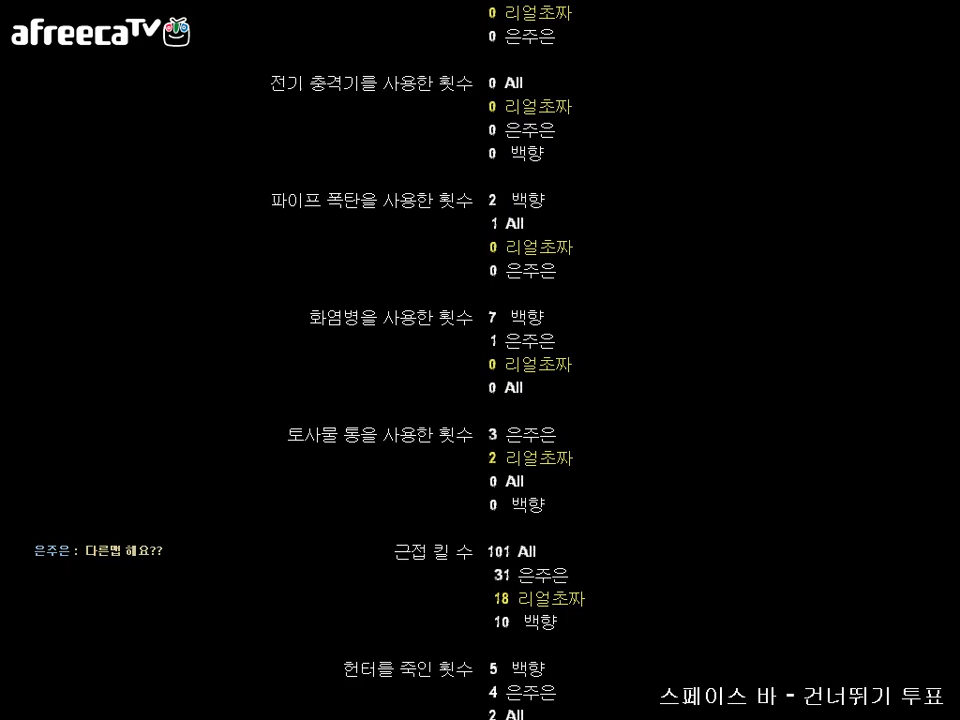 afreecaTV
0 리얼초짜
0 은주은
전기 충격기를 사용한 횟수 0 All
0 리얼초짜
0 은주은
0 백향
파이프 폭탄을 사용한 횟수 2 백향
1 All
0 리얼초짜
0 은주은
화염병을 사용한 횟수 7 백향
1 은주은
0 리얼초짜
0 All
토사물 통을 사용한 횟수 3 은주은
2 리얼초짜
0 All
0 백향
은주은 : 다른맵 해요??
근접 킬 수 101 All
31 은주은
18 리얼초짜
10 백향
헌터를 죽인 횟수 5 백향
4 은주은
2 All
스페이스 바 - 건너뛰기 투표